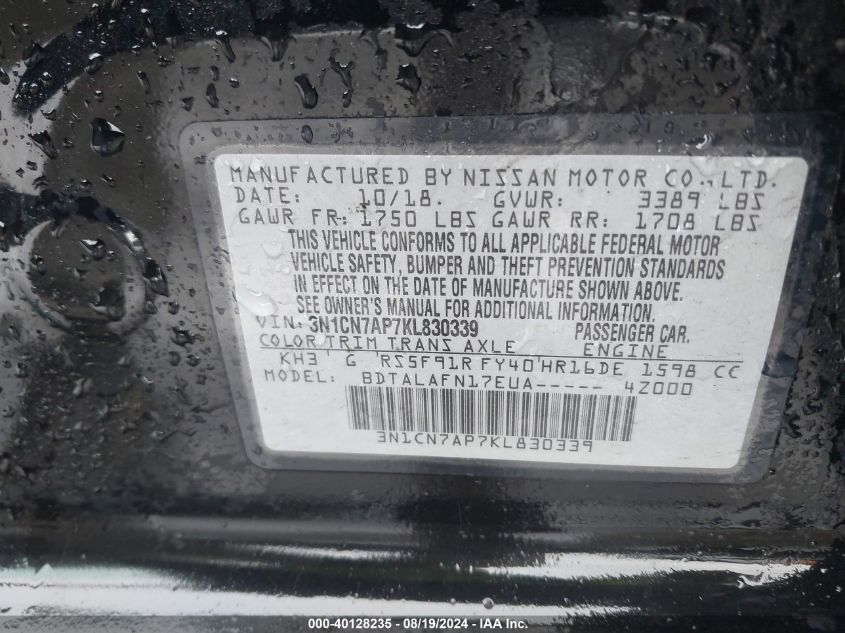 MANUFACTURED BY NISSAN MOTOR CO., LTD.
DATE: 10/18. GVWR: 3389 LBS
GAWR FR: 1750 LBS GAWR RR: 1708 LBS
THIS VEHICLE CONFORMS TO ALL APPLICABLE FEDERAL MOTOR
VEHICLE SAFETY, BUMPER AND THEFT PREVENTION STANDARDS
IN EFFECT ON THE DATE OF MANUFACTURE SHOWN ABOVE.
SEE OWNER'S MANUAL FOR ADDITIONAL INFORMATION.
VIN: 3N1CN7AP7KL830339 PASSENGER CAR.
COLOR TRIM TRANS AXLE ENGINE
KH3 G RS5F91R FY40 HR16DE 1598 CC
MODEL: BDTALAFN17EUA----- 4Z000
3N1CN7AP7KL830339
000-40128235 - 08/19/2024 - IAA Inc.